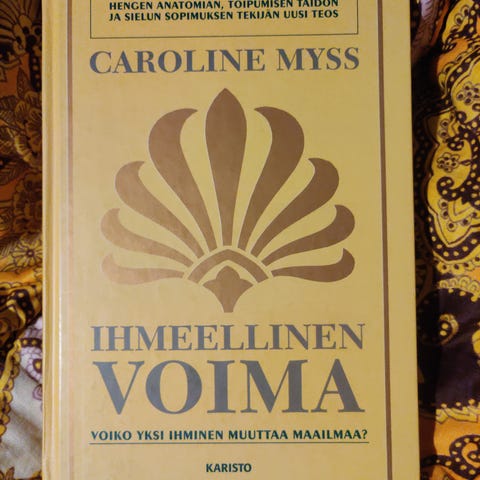 HENGEN ANATOMIAN, TOIPUMISEN TAIDON
JA SIELUN SOPIMUKSEN TEKIJÄN UUSI TEOS
CAROLINE MYSS
IHMEELLINEN
VOIMA
VOIKO YKSI IHMINEN MUUTTAA MAAILMAA?
KARISTO